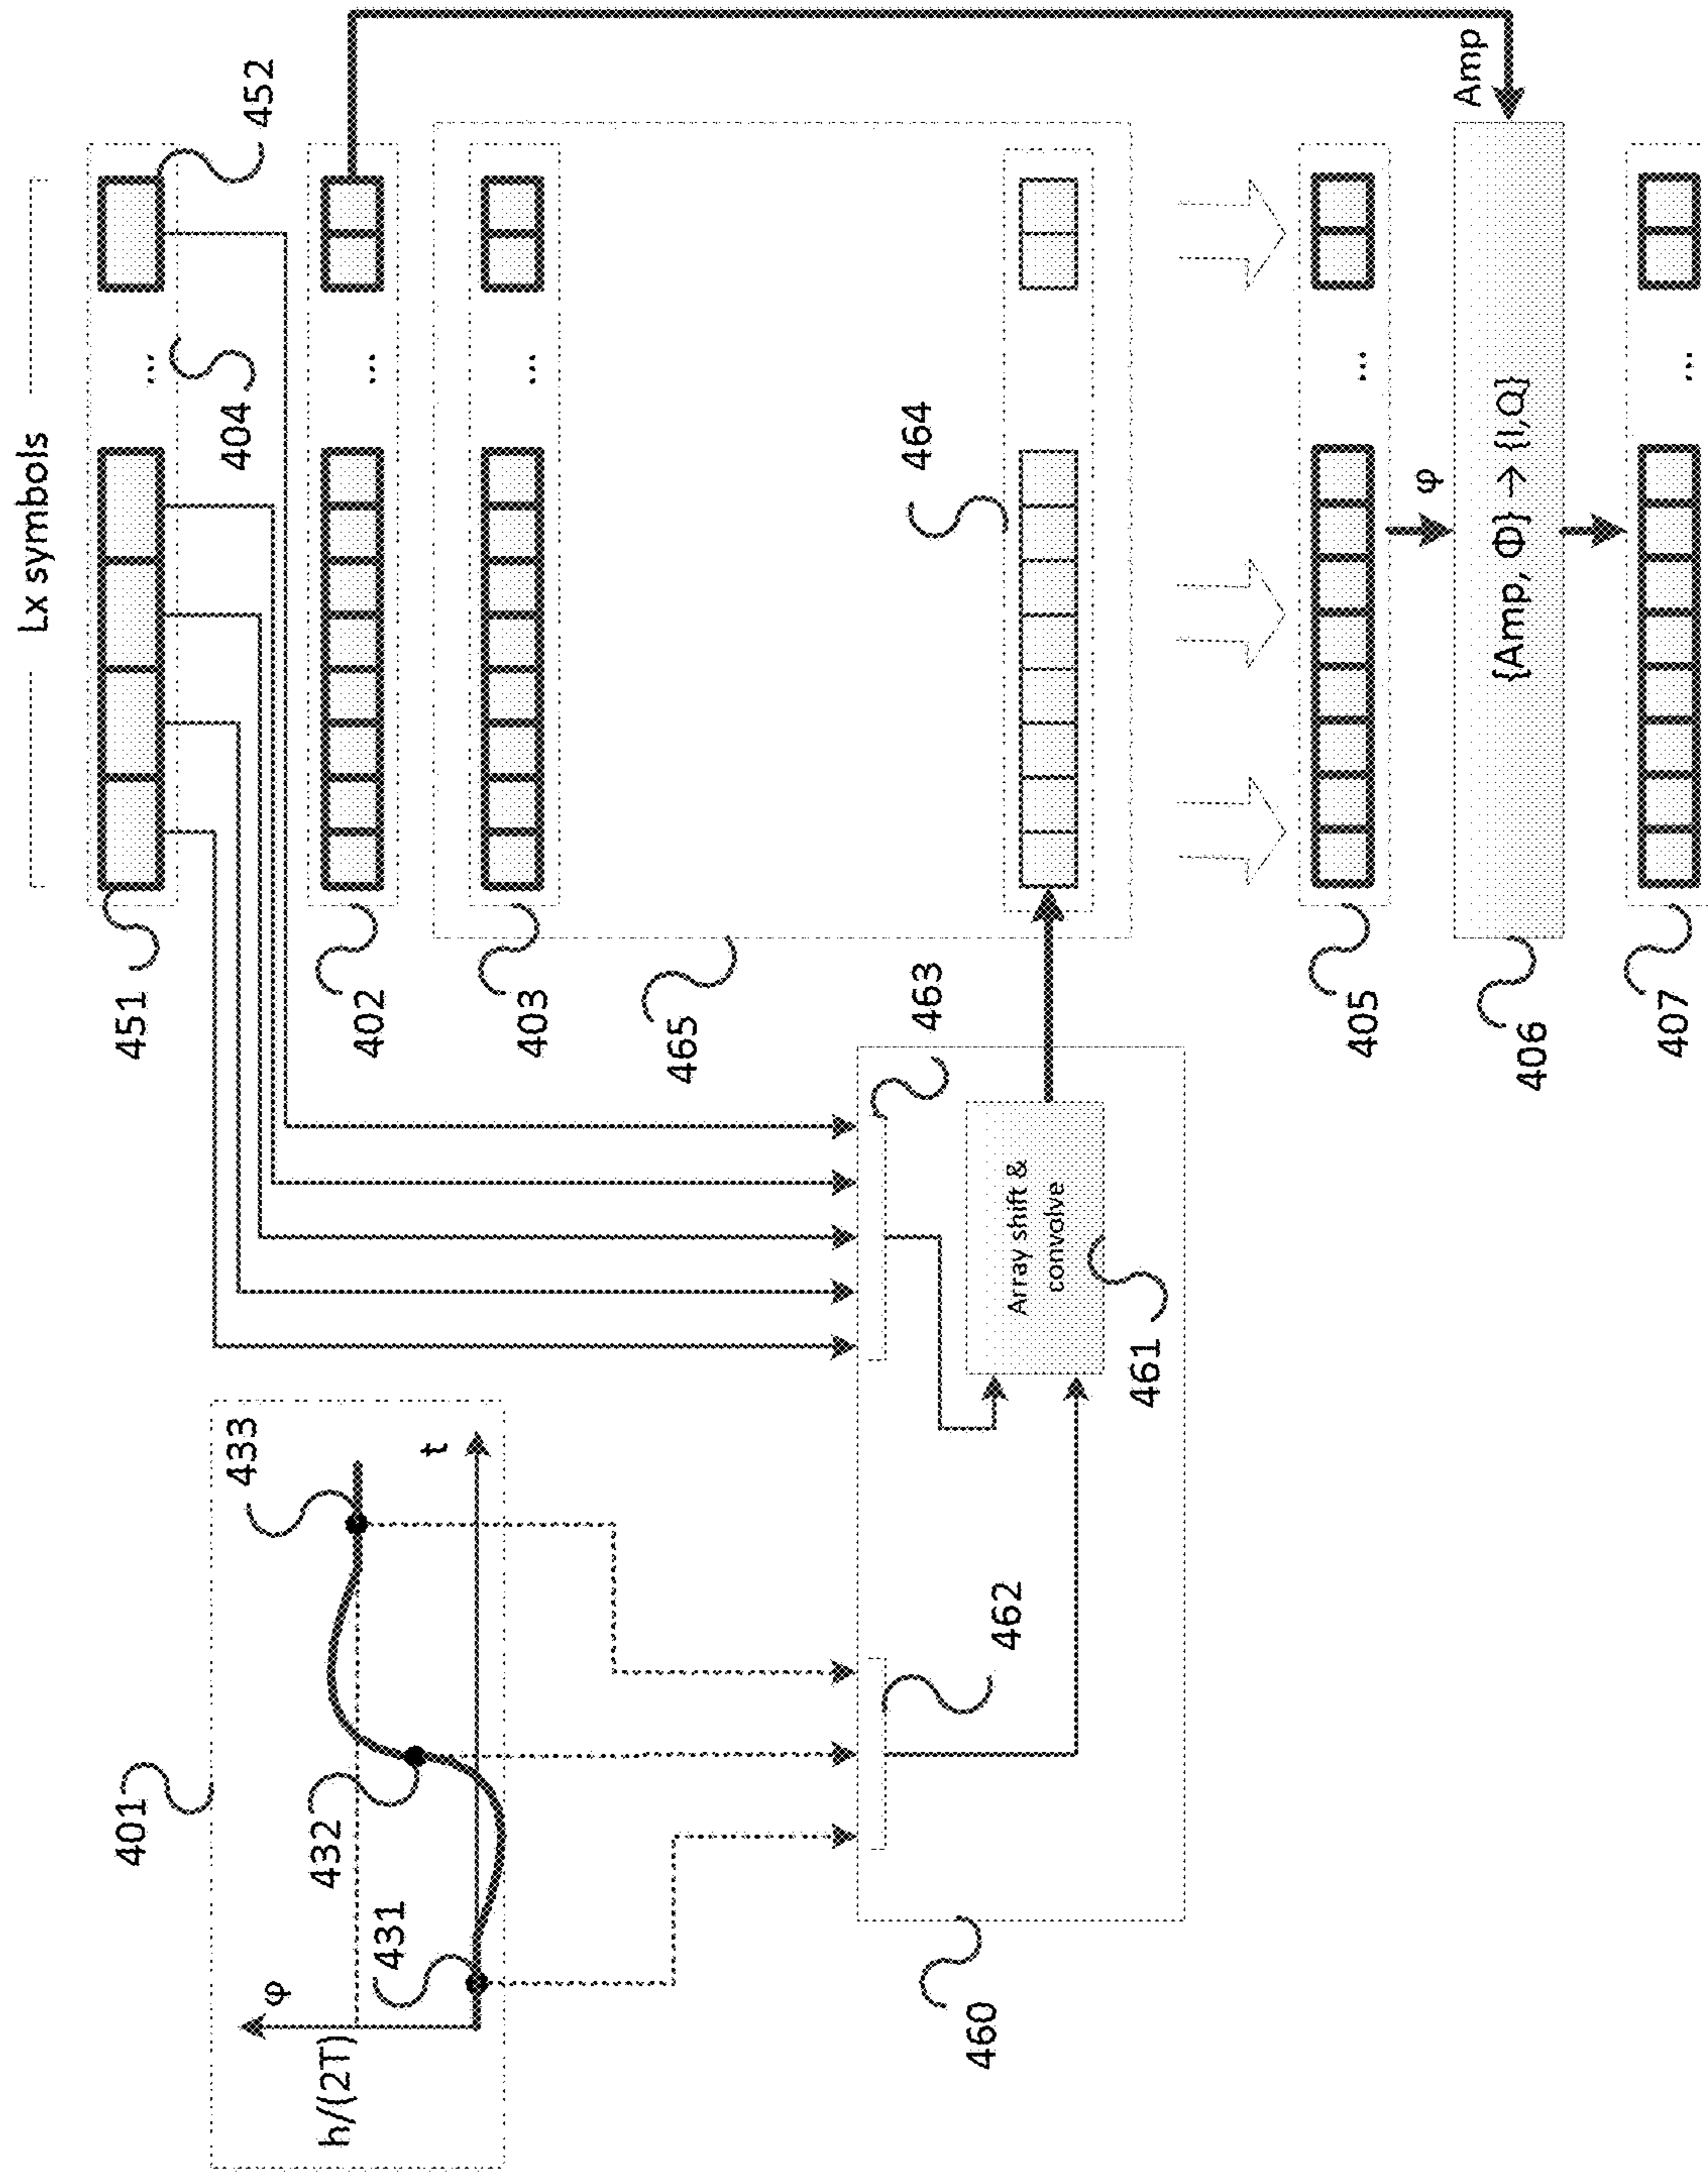 Lx symbols
451
452
404
...
402
...
403
...
465
464
401
φ
h/(2T)
431
432
433
t
460
462
463
Array shift &
convolve
461
405
...
φ
Amp
406
{Amp, Φ} → {I,Q}
407
...